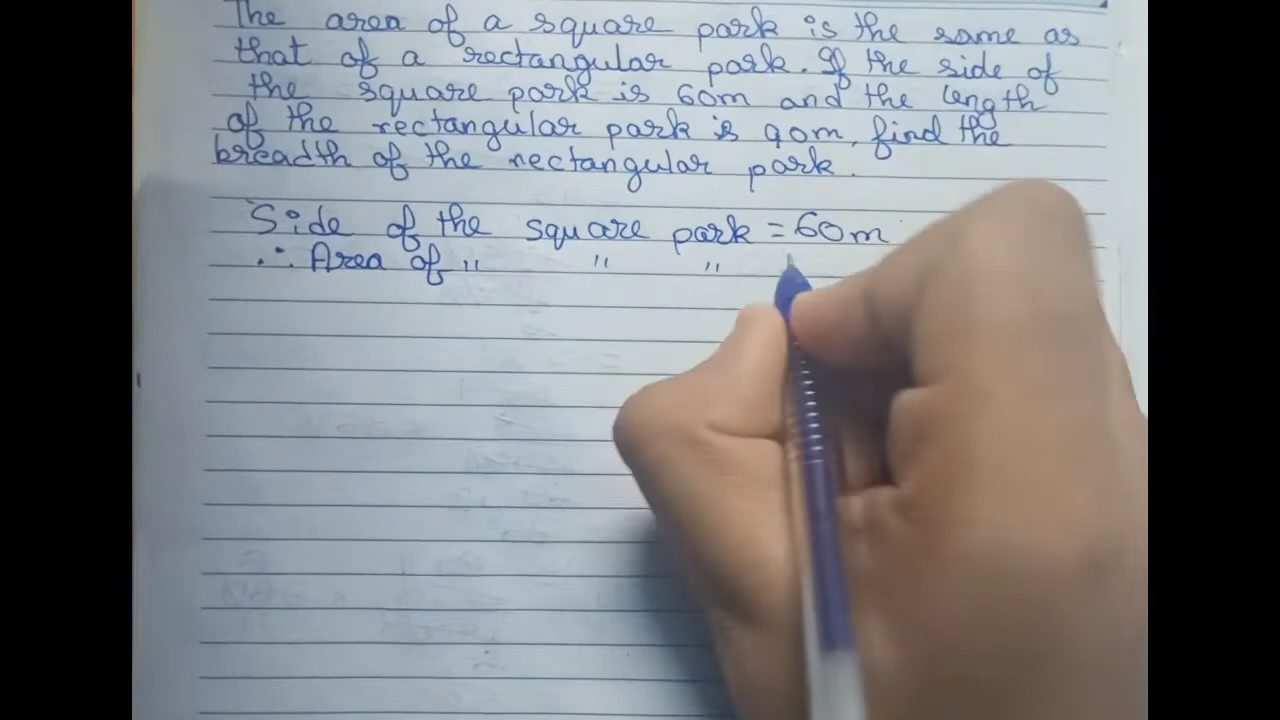 The area of a square park is the same as
that of a rectangular park. If the side of
the square park is 60m and the length
of the rectangular park is 90m, find the
breadth of the rectangular park.
Side of the square park = 60m
∴ Area of " " "